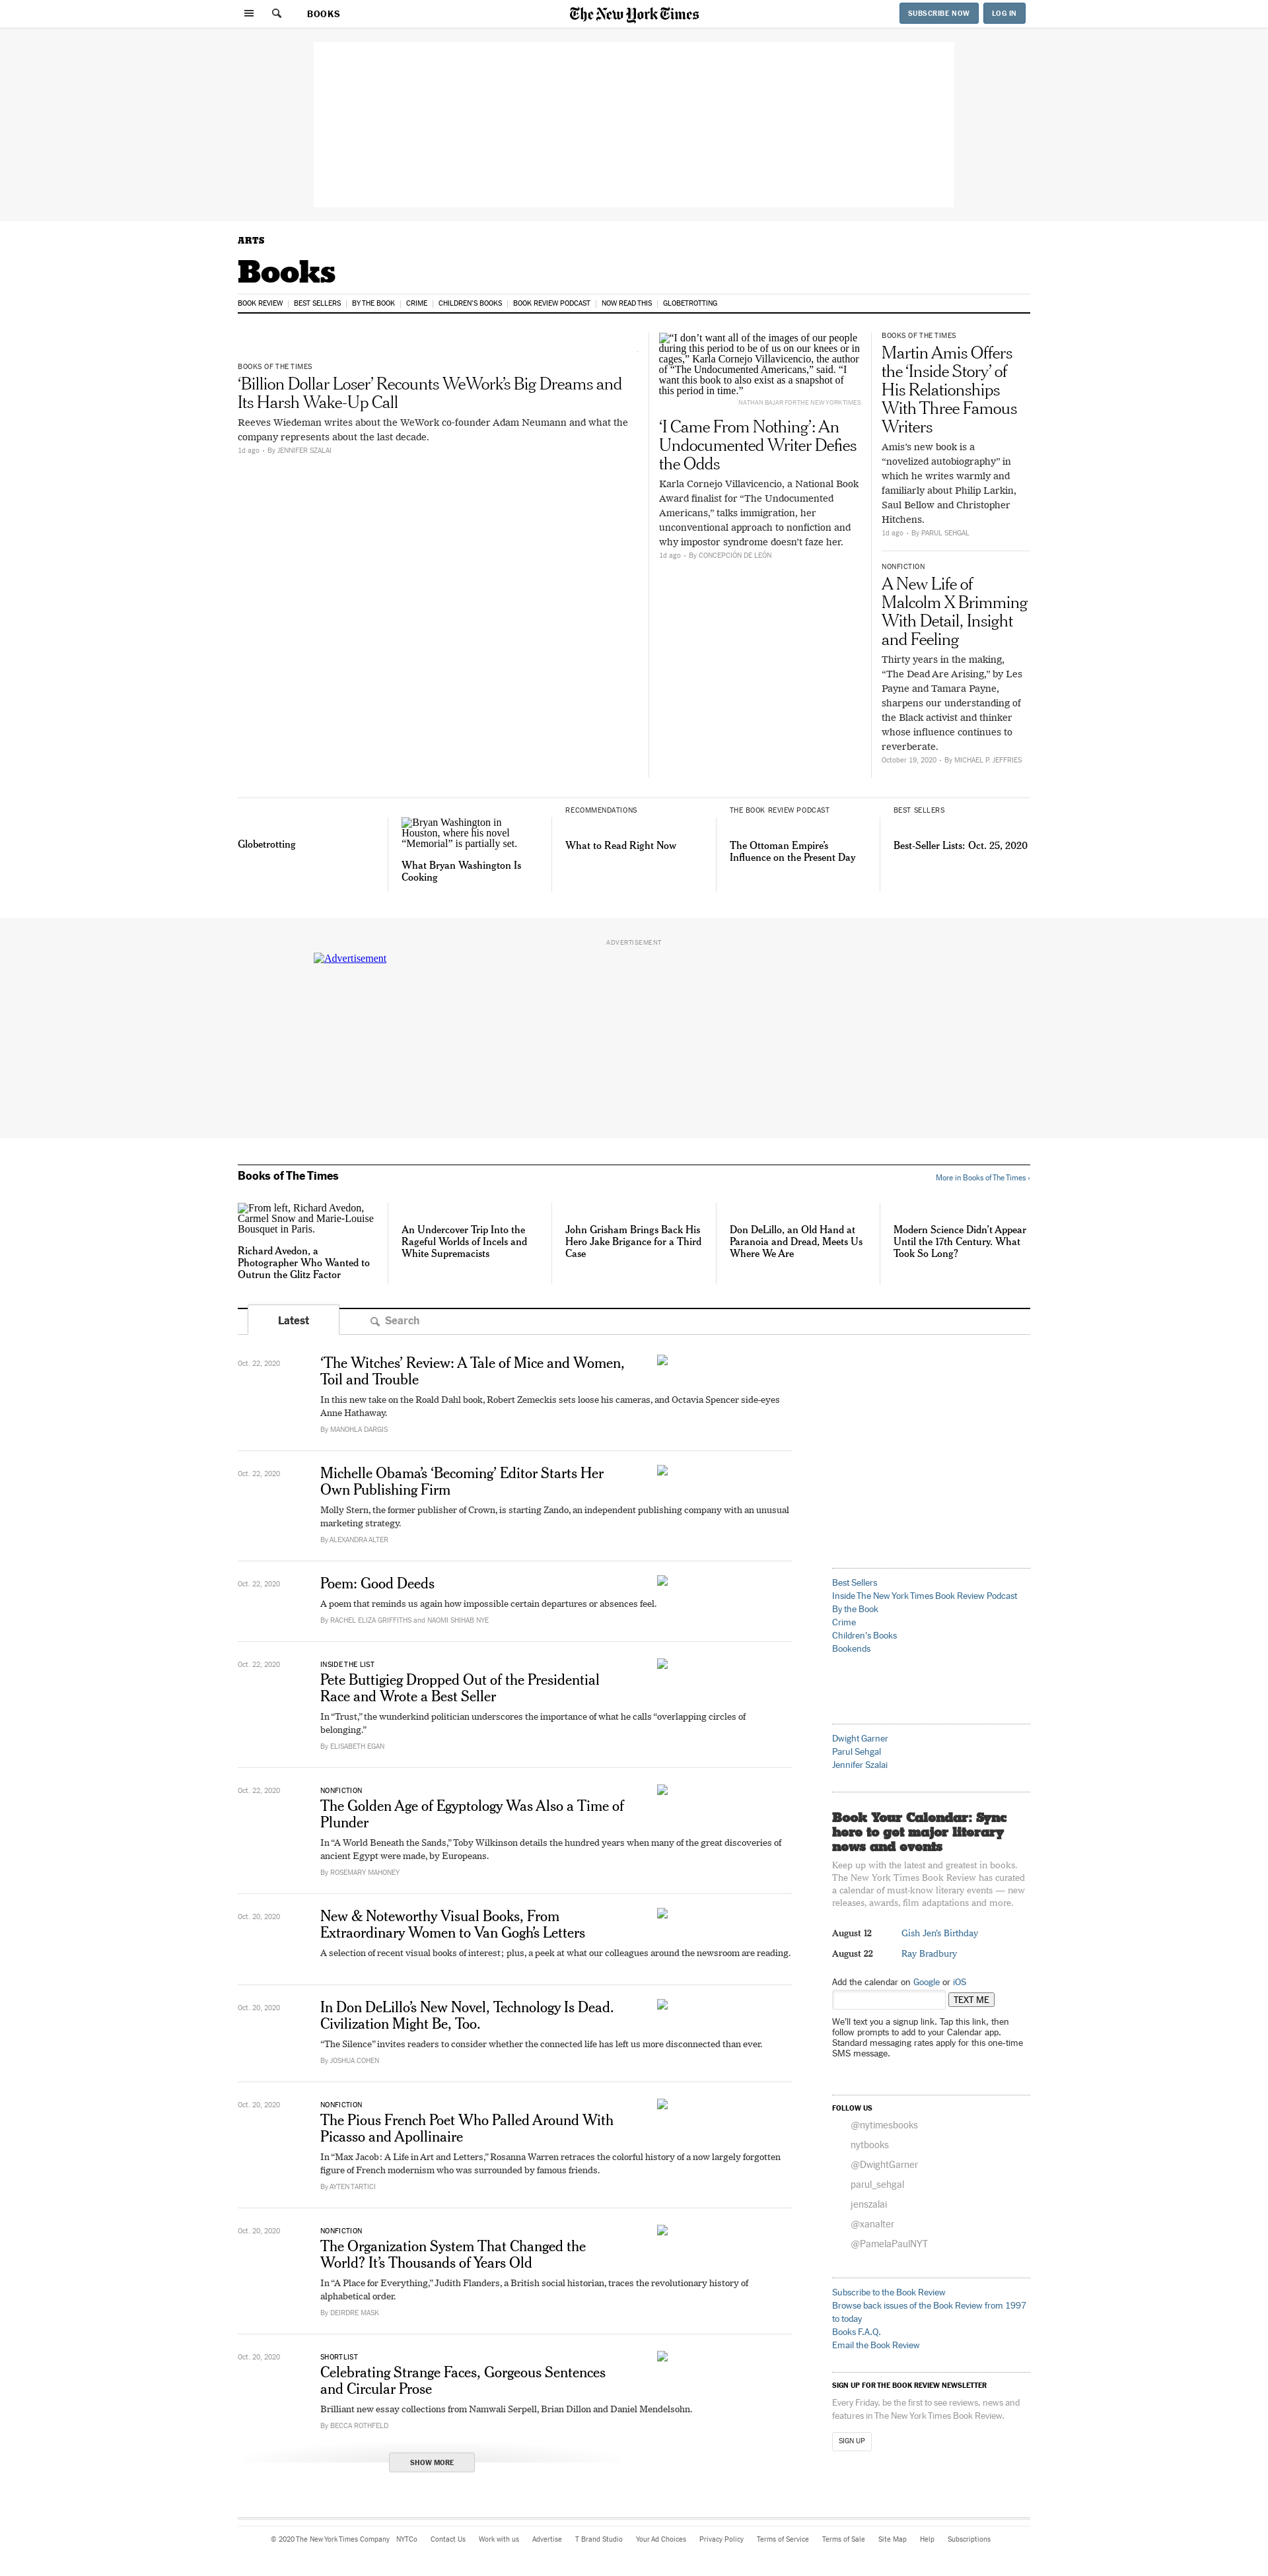 BOOKS
The New York Times
SUBSCRIBE NOW
LOG IN
ARTS
Books
BOOK REVIEW
BEST SELLERS
BY THE BOOK
CRIME
CHILDREN'S BOOKS
BOOK REVIEW PODCAST
NOW READ THIS
GLOBETROTTING
BOOKS OF THE TIMES
‘Billion Dollar Loser’ Recounts WeWork’s Big Dreams and
Its Harsh Wake-Up Call
Reeves Wiedeman writes about the WeWork co-founder Adam Neumann and what the
company represents about the last decade.
1d ago • By JENNIFER SZALAI
“I don’t want all of the images of our people
during this period to be of us on our knees or in
cages,” Karla Cornejo Villavicencio, the author
of “The Undocumented Americans,” said. “I
want this book to also exist as a snapshot of
this period in time.”
NATHAN BAJAR FOR THE NEW YORK TIMES
‘I Came From Nothing’: An
Undocumented Writer Defies
the Odds
Karla Cornejo Villavicencio, a National Book
Award finalist for “The Undocumented
Americans,” talks immigration, her
unconventional approach to nonfiction and
why impostor syndrome doesn’t faze her.
1d ago • By CONCEPCIÓN DE LEÓN
BOOKS OF THE TIMES
Martin Amis Offers
the ‘Inside Story’ of
His Relationships
With Three Famous
Writers
Amis’s new book is a
“novelized autobiography” in
which he writes warmly and
familiarly about Philip Larkin,
Saul Bellow and Christopher
Hitchens.
1d ago • By PARUL SEHGAL
NONFICTION
A New Life of
Malcolm X Brimming
With Detail, Insight
and Feeling
Thirty years in the making,
“The Dead Are Arising,” by Les
Payne and Tamara Payne,
sharpens our understanding of
the Black activist and thinker
whose influence continues to
reverberate.
October 19, 2020 • By MICHAEL P. JEFFRIES
Globetrotting
Bryan Washington in
Houston, where his novel
“Memorial” is partially set.
What Bryan Washington Is
Cooking
RECOMMENDATIONS
What to Read Right Now
THE BOOK REVIEW PODCAST
The Ottoman Empire’s
Influence on the Present Day
BEST SELLERS
Best-Seller Lists: Oct. 25, 2020
ADVERTISEMENT
Advertisement
Books of The Times
More in Books of The Times ›
From left, Richard Avedon,
Carmel Snow and Marie-Louise
Bousquet in Paris.
Richard Avedon, a
Photographer Who Wanted to
Outrun the Glitz Factor
An Undercover Trip Into the
Rageful Worlds of Incels and
White Supremacists
John Grisham Brings Back His
Hero Jake Brigance for a Third
Case
Don DeLillo, an Old Hand at
Paranoia and Dread, Meets Us
Where We Are
Modern Science Didn’t Appear
Until the 17th Century. What
Took So Long?
Latest
Search
Oct. 22, 2020
‘The Witches’ Review: A Tale of Mice and Women,
Toil and Trouble
In this new take on the Roald Dahl book, Robert Zemeckis sets loose his cameras, and Octavia Spencer side-eyes
Anne Hathaway.
By MANOHLA DARGIS
Oct. 22, 2020
Michelle Obama’s ‘Becoming’ Editor Starts Her
Own Publishing Firm
Molly Stern, the former publisher of Crown, is starting Zando, an independent publishing company with an unusual
marketing strategy.
By ALEXANDRA ALTER
Oct. 22, 2020
Poem: Good Deeds
A poem that reminds us again how impossible certain departures or absences feel.
By RACHEL ELIZA GRIFFITHS and NAOMI SHIHAB NYE
Oct. 22, 2020
INSIDE THE LIST
Pete Buttigieg Dropped Out of the Presidential
Race and Wrote a Best Seller
In “Trust,” the wunderkind politician underscores the importance of what he calls “overlapping circles of
belonging.”
By ELISABETH EGAN
Oct. 22, 2020
NONFICTION
The Golden Age of Egyptology Was Also a Time of
Plunder
In “A World Beneath the Sands,” Toby Wilkinson details the hundred years when many of the great discoveries of
ancient Egypt were made, by Europeans.
By ROSEMARY MAHONEY
Oct. 20, 2020
New & Noteworthy Visual Books, From
Extraordinary Women to Van Gogh’s Letters
A selection of recent visual books of interest; plus, a peek at what our colleagues around the newsroom are reading.
Oct. 20, 2020
In Don DeLillo’s New Novel, Technology Is Dead.
Civilization Might Be, Too.
“The Silence” invites readers to consider whether the connected life has left us more disconnected than ever.
By JOSHUA COHEN
Oct. 20, 2020
NONFICTION
The Pious French Poet Who Palled Around With
Picasso and Apollinaire
In “Max Jacob: A Life in Art and Letters,” Rosanna Warren retraces the colorful history of a now largely forgotten
figure of French modernism who was surrounded by famous friends.
By AYTEN TARTICI
Oct. 20, 2020
NONFICTION
The Organization System That Changed the
World? It’s Thousands of Years Old
In “A Place for Everything,” Judith Flanders, a British social historian, traces the revolutionary history of
alphabetical order.
By DEIRDRE MASK
Oct. 20, 2020
SHORTLIST
Celebrating Strange Faces, Gorgeous Sentences
and Circular Prose
Brilliant new essay collections from Namwali Serpell, Brian Dillon and Daniel Mendelsohn.
By BECCA ROTHFELD
SHOW MORE
Best Sellers
Inside The New York Times Book Review Podcast
By the Book
Crime
Children’s Books
Bookends
Dwight Garner
Parul Sehgal
Jennifer Szalai
Book Your Calendar: Sync
here to get major literary
news and events
Keep up with the latest and greatest in books.
The New York Times Book Review has curated
a calendar of must-know literary events — new
releases, awards, film adaptations and more.
August 12 Gish Jen’s Birthday
August 22 Ray Bradbury
Add the calendar on Google or iOS
TEXT ME
We’ll text you a signup link. Tap this link, then
follow prompts to add to your Calendar app.
Standard messaging rates apply for this one-time
SMS message.
FOLLOW US
@nytimesbooks
nytbooks
@DwightGarner
parul_sehgal
jenszalai
@xanalter
@PamelaPaulNYT
Subscribe to the Book Review
Browse back issues of the Book Review from 1997
to today
Books F.A.Q.
Email the Book Review
SIGN UP FOR THE BOOK REVIEW NEWSLETTER
Every Friday, be the first to see reviews, news and
features in The New York Times Book Review.
SIGN UP
© 2020 The New York Times Company NYTCo Contact Us Work with us Advertise T Brand Studio Your Ad Choices Privacy Policy Terms of Service Terms of Sale Site Map Help Subscriptions